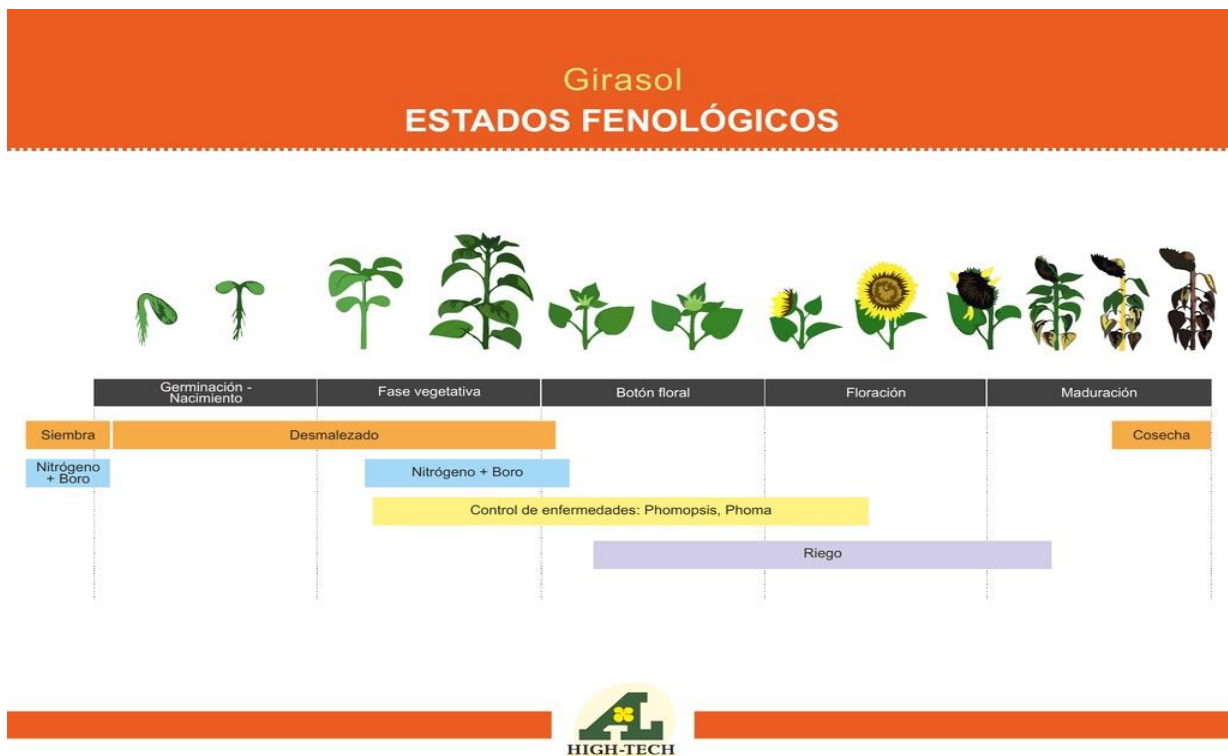 Girasol
ESTADOS FENOLÓGICOS
Germinación -
Nacimiento
Fase vegetativa
Botón floral
Floración
Maduración
Siembra
Desmalezado
Cosecha
Nitrógeno
+ Boro
Nitrógeno + Boro
Control de enfermedades: Phomopsis, Phoma
Riego
HIGH-TECH